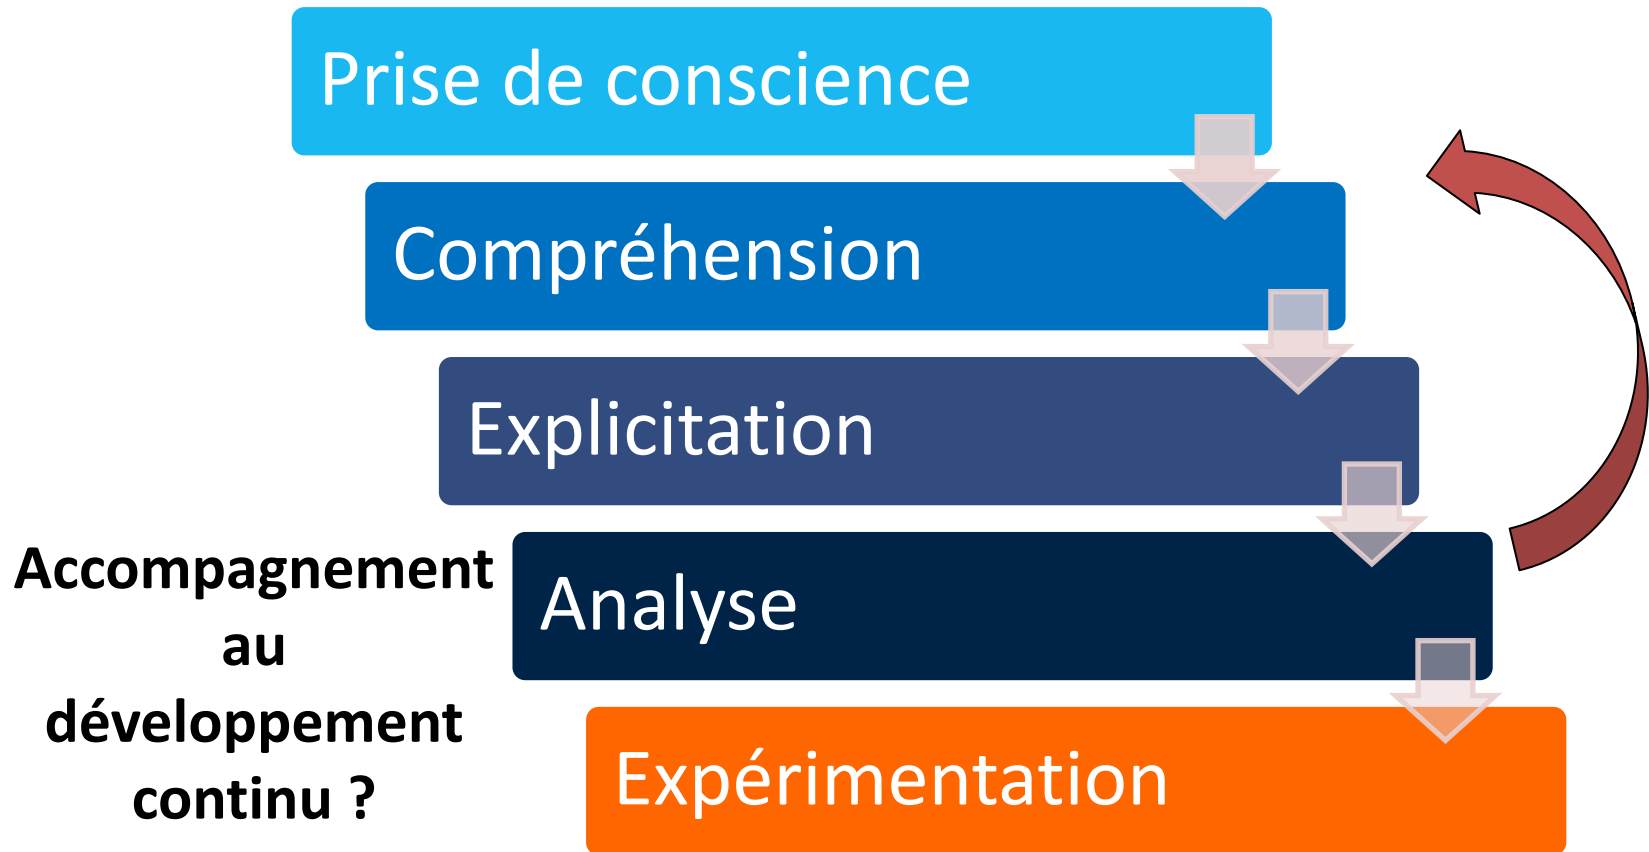 Prise de conscience
Compréhension
Explicitation
Analyse
Expérimentation
Accompagnement
au
développement
continu ?